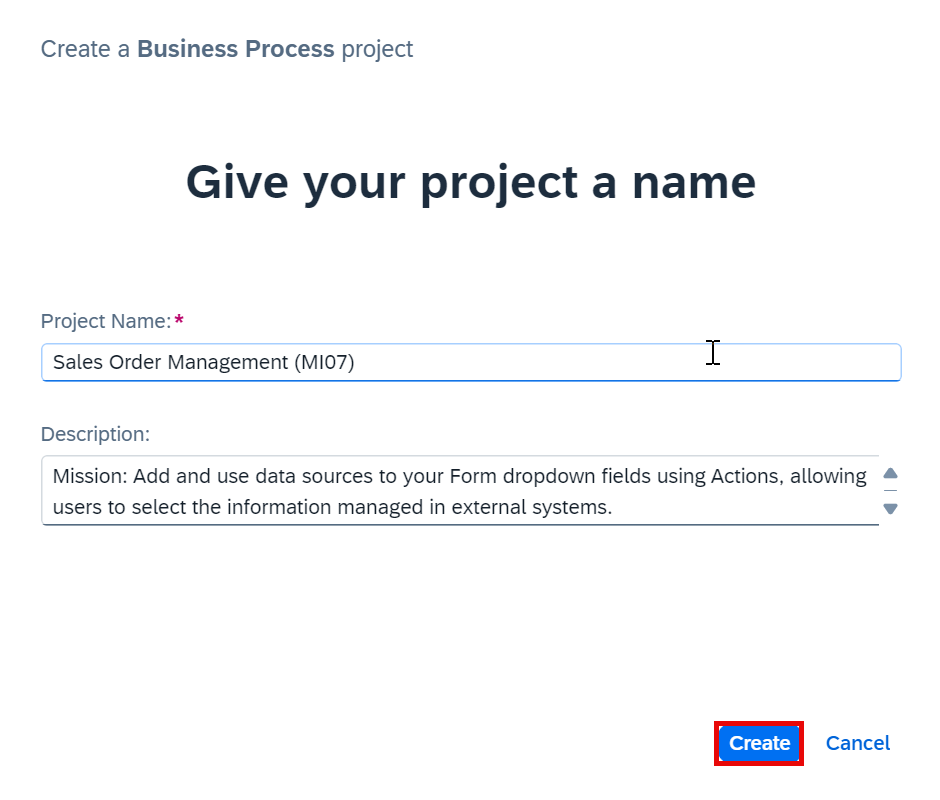 Create a Business Process project
Give your project a name
Project Name:*
Sales Order Management (MI07)
Description:
Mission: Add and use data sources to your Form dropdown fields using Actions, allowing
users to select the information managed in external systems.
Create Cancel